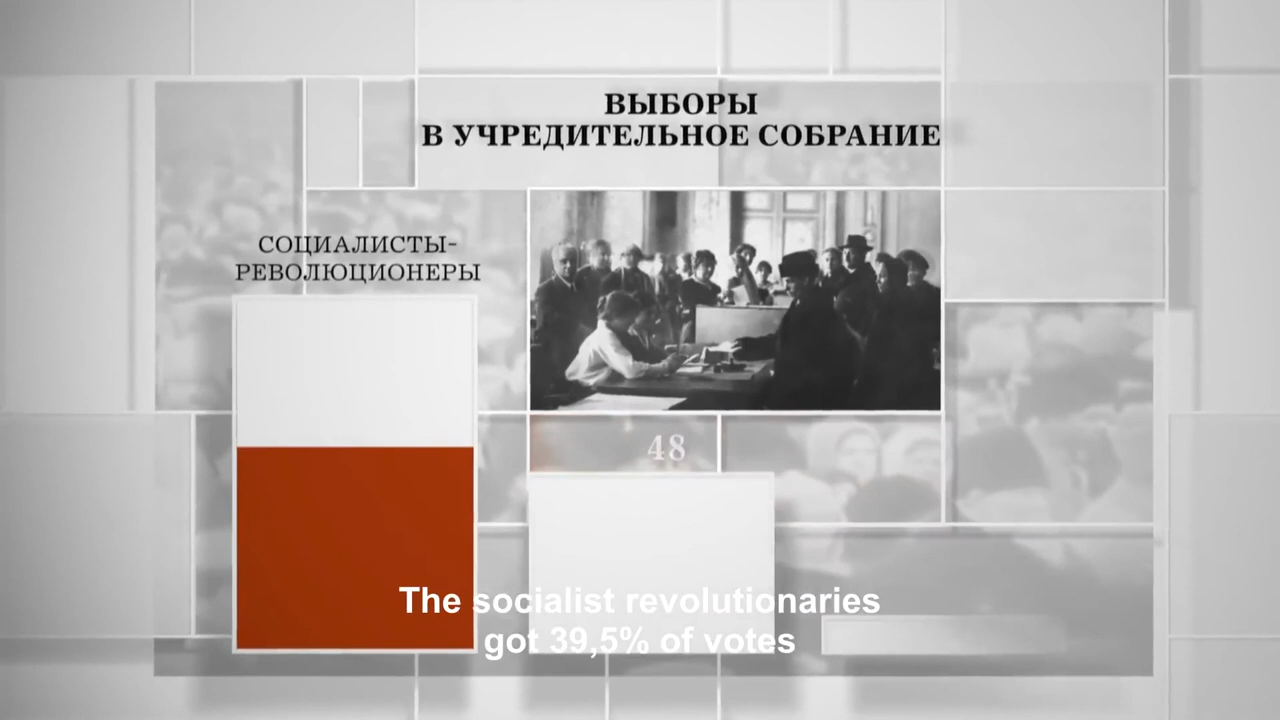 ВЫБОРЫ
В УЧРЕДИТЕЛЬНОЕ СОБРАНИЕ
СОЦИАЛИСТЫ-
РЕВОЛЮЦИОНЕРЫ
48
The socialist revolutionaries
got 39,5% of votes